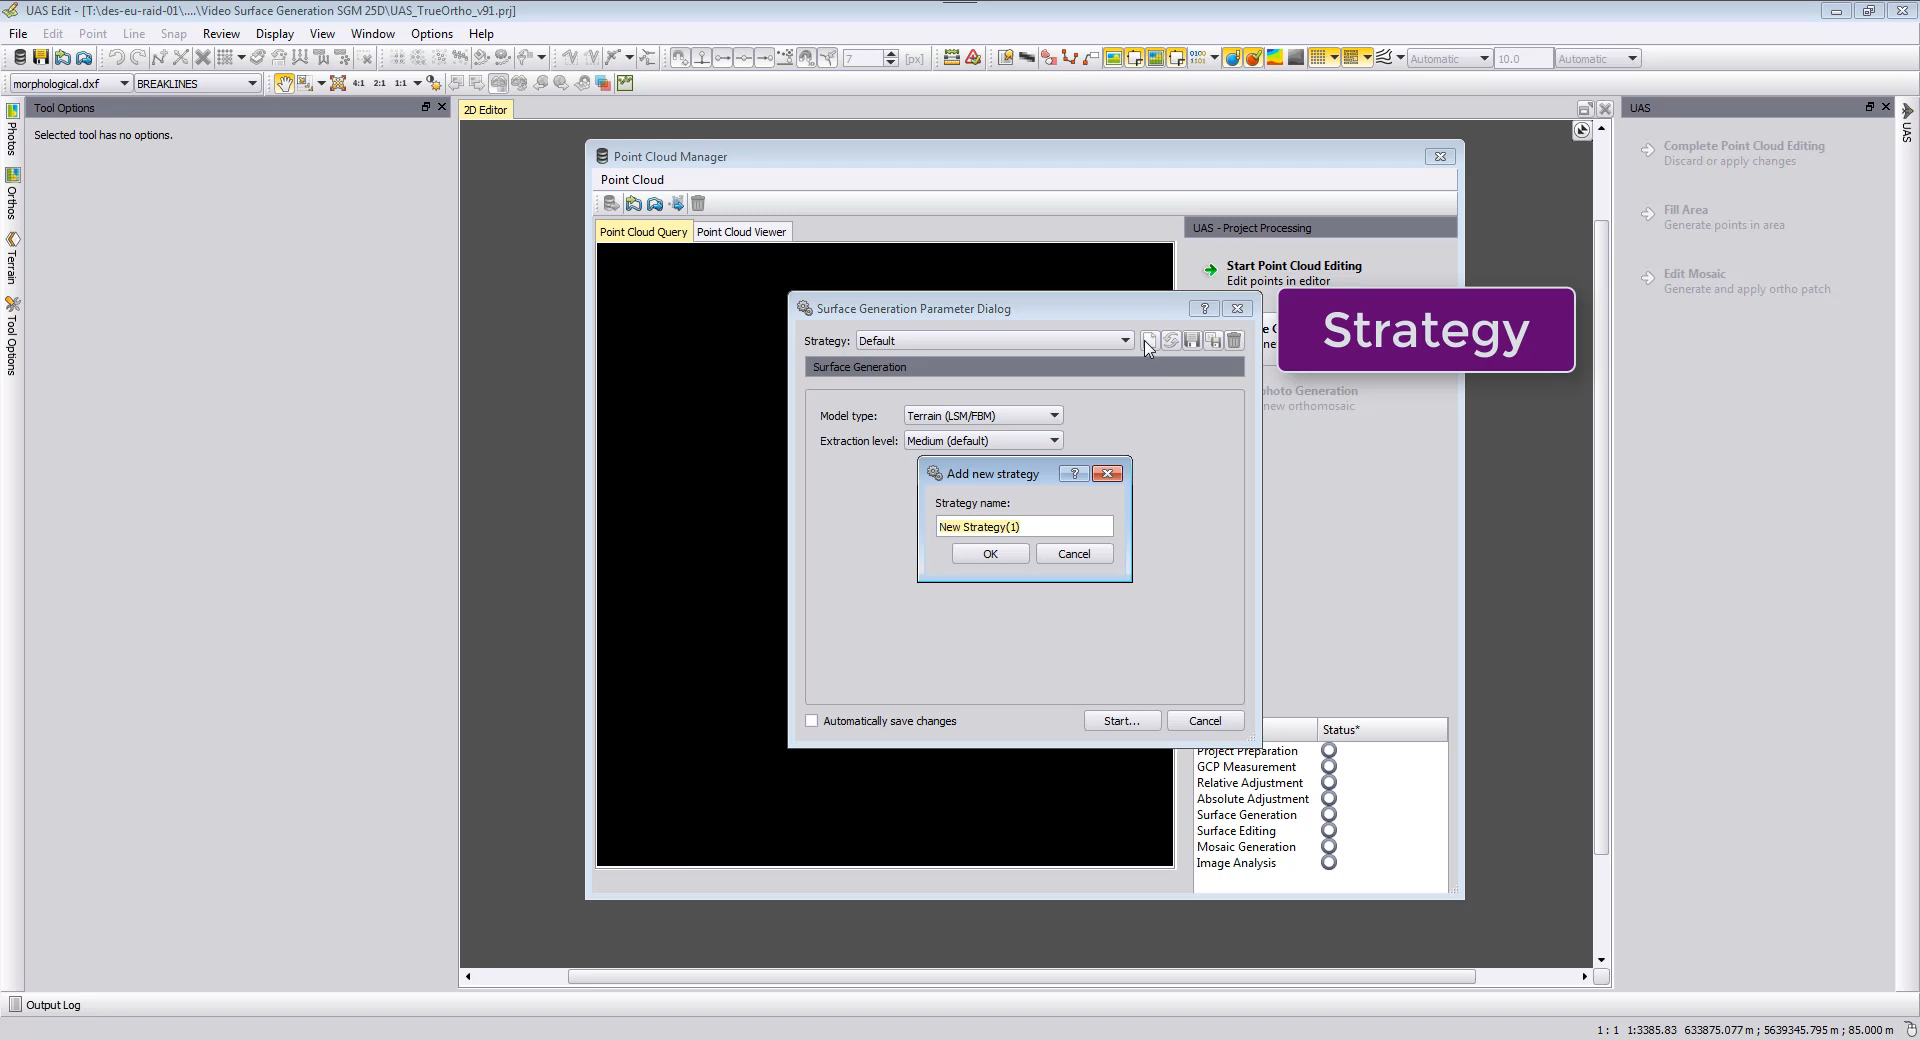 UAS Edit - [T:\des-eu-raid-01\....\Video Surface Generation SGM 25D\UAS_TrueOrtho_v91.prj]
File Edit Point Line Snap Review Display View Window Options Help
7 [px] Automatic 10.0 Automatic
morphological.dxf BREAKLINES 4:1 2:1 1:1
Tool Options
Selected tool has no options.
Photos
Orthos
Terrain
Tool Options
2D Editor
Point Cloud Manager
Point Cloud
Point Cloud Query Point Cloud Viewer
UAS - Project Processing
Start Point Cloud Editing
Edit points in editor
Surface Generation Parameter Dialog
Strategy: Default
Surface Generation
Model type: Terrain (LSM/FBM)
Extraction level: Medium (default)
Add new strategy
Strategy name:
New Strategy(1)
OK Cancel
Automatically save changes
Start... Cancel
Strategy
photo Generation
new orthomosaic
Status*
Project Preparation
GCP Measurement
Relative Adjustment
Absolute Adjustment
Surface Generation
Surface Editing
Mosaic Generation
Image Analysis
UAS
Complete Point Cloud Editing
Discard or apply changes
Fill Area
Generate points in area
Edit Mosaic
Generate and apply ortho patch
UAS
Output Log
1 : 1 1:3385.83 633875.077 m ; 5639345.795 m ; 85.000 m